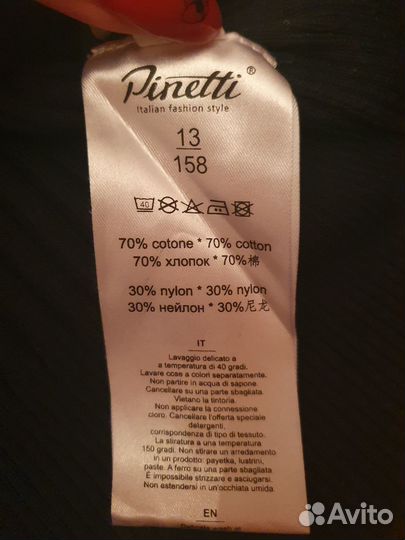 Pinetti®
Italian fashion style
13
158
40
70% cotone * 70% cotton
70% хлопок * 70%棉
30% nylon * 30% nylon
30% нейлон * 30%尼龙
IT
Lavaggio delicato a
a temperatura di 40 gradi.
Lavare cose a colori separatamente.
Non partire in acqua di sapone.
Cancellare su una parte sbagliata.
Vietano la tintoria.
Non applicare la connessione
cloro. Cancellare l'offerta speciale
detergenti,
corrispondenza di tipo di tessuto.
La stiratura a una temperatura
150 gradi. Non stirare un arredamento
in un prodotto: payetka, lustrini,
paste. A ferro su una parte sbagliata
È impossibile strizzare e asciugarsi.
Non estendersi in un'occhiata umida.
EN
Avito